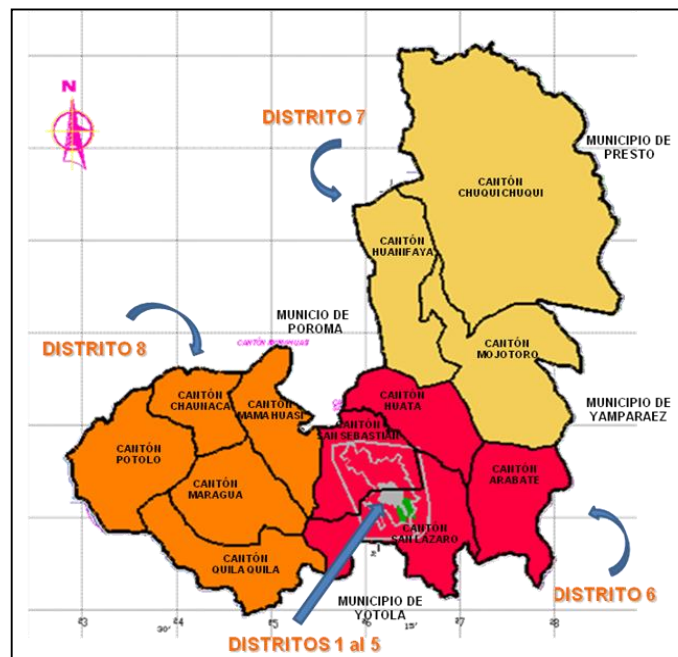 N
DISTRITO 7
MUNICIPIO DE
PRESTO
CANTÓN
CHUQUI CHUQUI
CANTÓN
HUANIFAYA
MUNICIO DE
POROMA
CANTÓN
MOJOTORO
DISTRITO 8
CANTÓN
CHAUNACA
CANTÓN
MAMA HUASI
CANTÓN
HUATA
MUNICIPIO DE
YAMPARAEZ
CANTÓN
SAN SEBASTIAN
CANTÓN
POTOLO
CANTÓN
ARABATE
CANTÓN
MARAGUA
CANTÓN
SAN LAZARO
CANTÓN
QUILA QUILA
DISTRITO 6
MUNICIPIO DE
YOTOLA
DISTRITOS 1 al 5
30'
15'